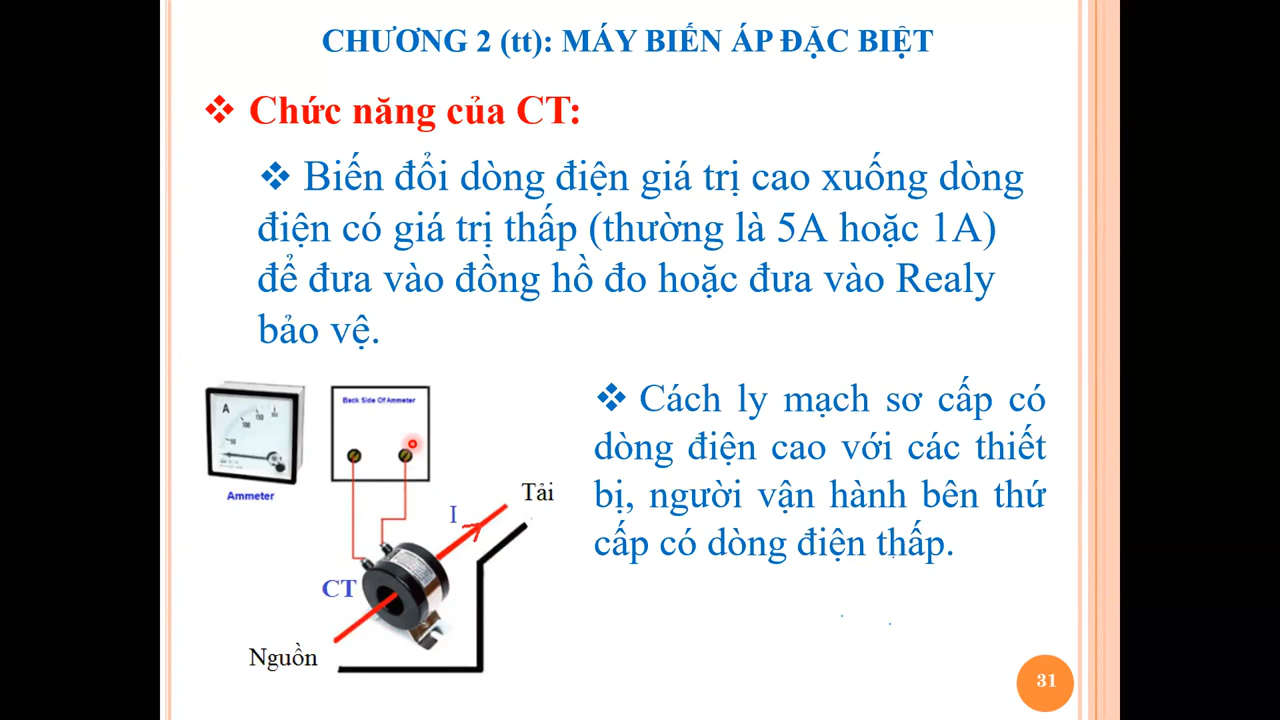 CHƯƠNG 2 (tt): MÁY BIẾN ÁP ĐẶC BIỆT
❖ Chức năng của CT:
❖ Biến đổi dòng điện giá trị cao xuống dòng
điện có giá trị thấp (thường là 5A hoặc 1A)
để đưa vào đồng hồ đo hoặc đưa vào Realy
bảo vệ.
A
50
100
150
Ammeter
Back Side Of Ammeter
Tải
I
CT
Nguồn
❖ Cách ly mạch sơ cấp có
dòng điện cao với các thiết
bị, người vận hành bên thứ
cấp có dòng điện thấp.
31